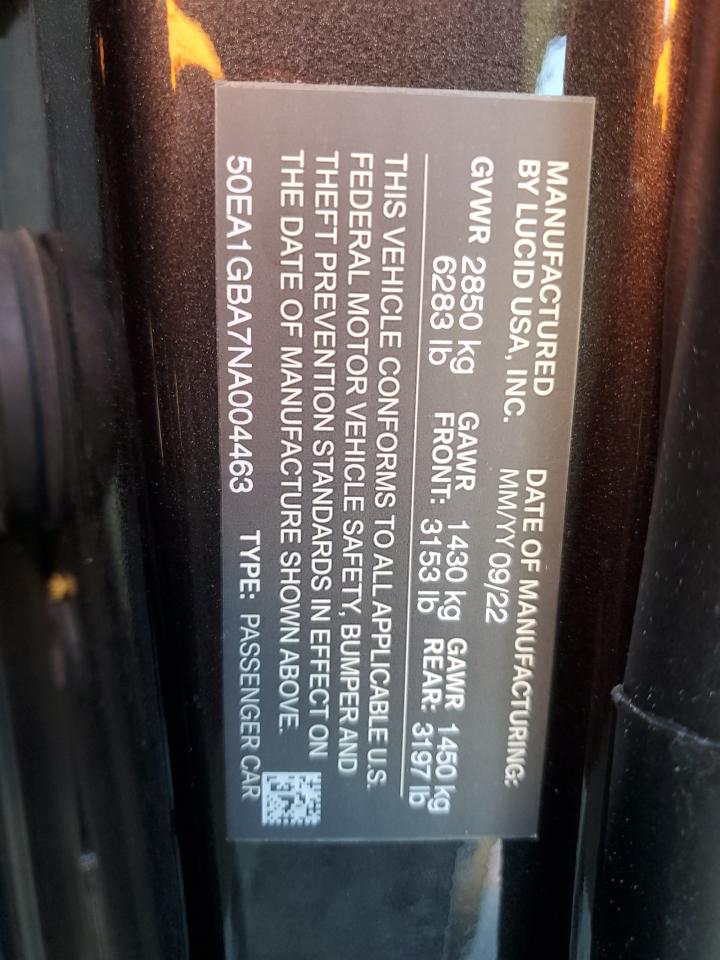 MANUFACTURED DATE OF MANUFACTURING:
BY LUCID USA, INC. MM/YY 09/22
GVWR 2850 kg GAWR 1430 kg GAWR 1450 kg
6283 lb FRONT: 3153 lb REAR: 3197 lb
THIS VEHICLE CONFORMS TO ALL APPLICABLE U.S.
FEDERAL MOTOR VEHICLE SAFETY, BUMPER AND
THEFT PREVENTION STANDARDS IN EFFECT ON
THE DATE OF MANUFACTURE SHOWN ABOVE.
50EA1GBA7NA004463 TYPE: PASSENGER CAR